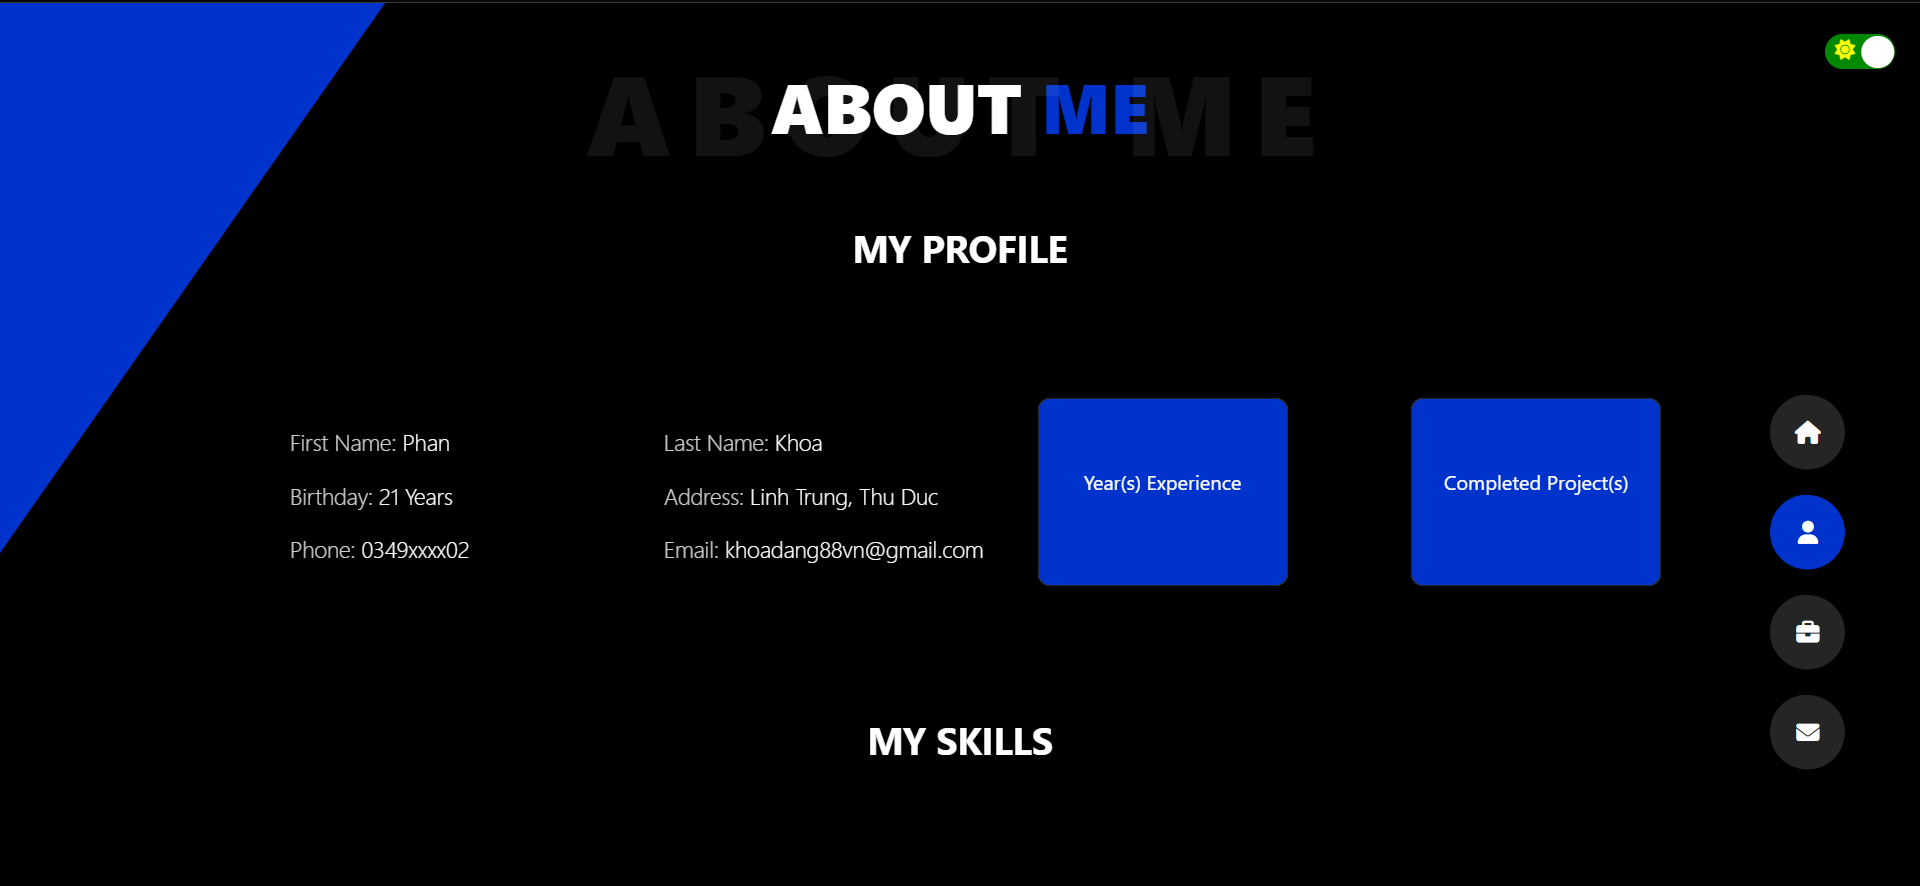 ABOUT ME
ABOUT ME
MY PROFILE
First Name: Phan
Last Name: Khoa
Birthday: 21 Years
Address: Linh Trung, Thu Duc
Phone: 0349xxxx02
Email: khoadang88vn@gmail.com
Year(s) Experience
Completed Project(s)
MY SKILLS